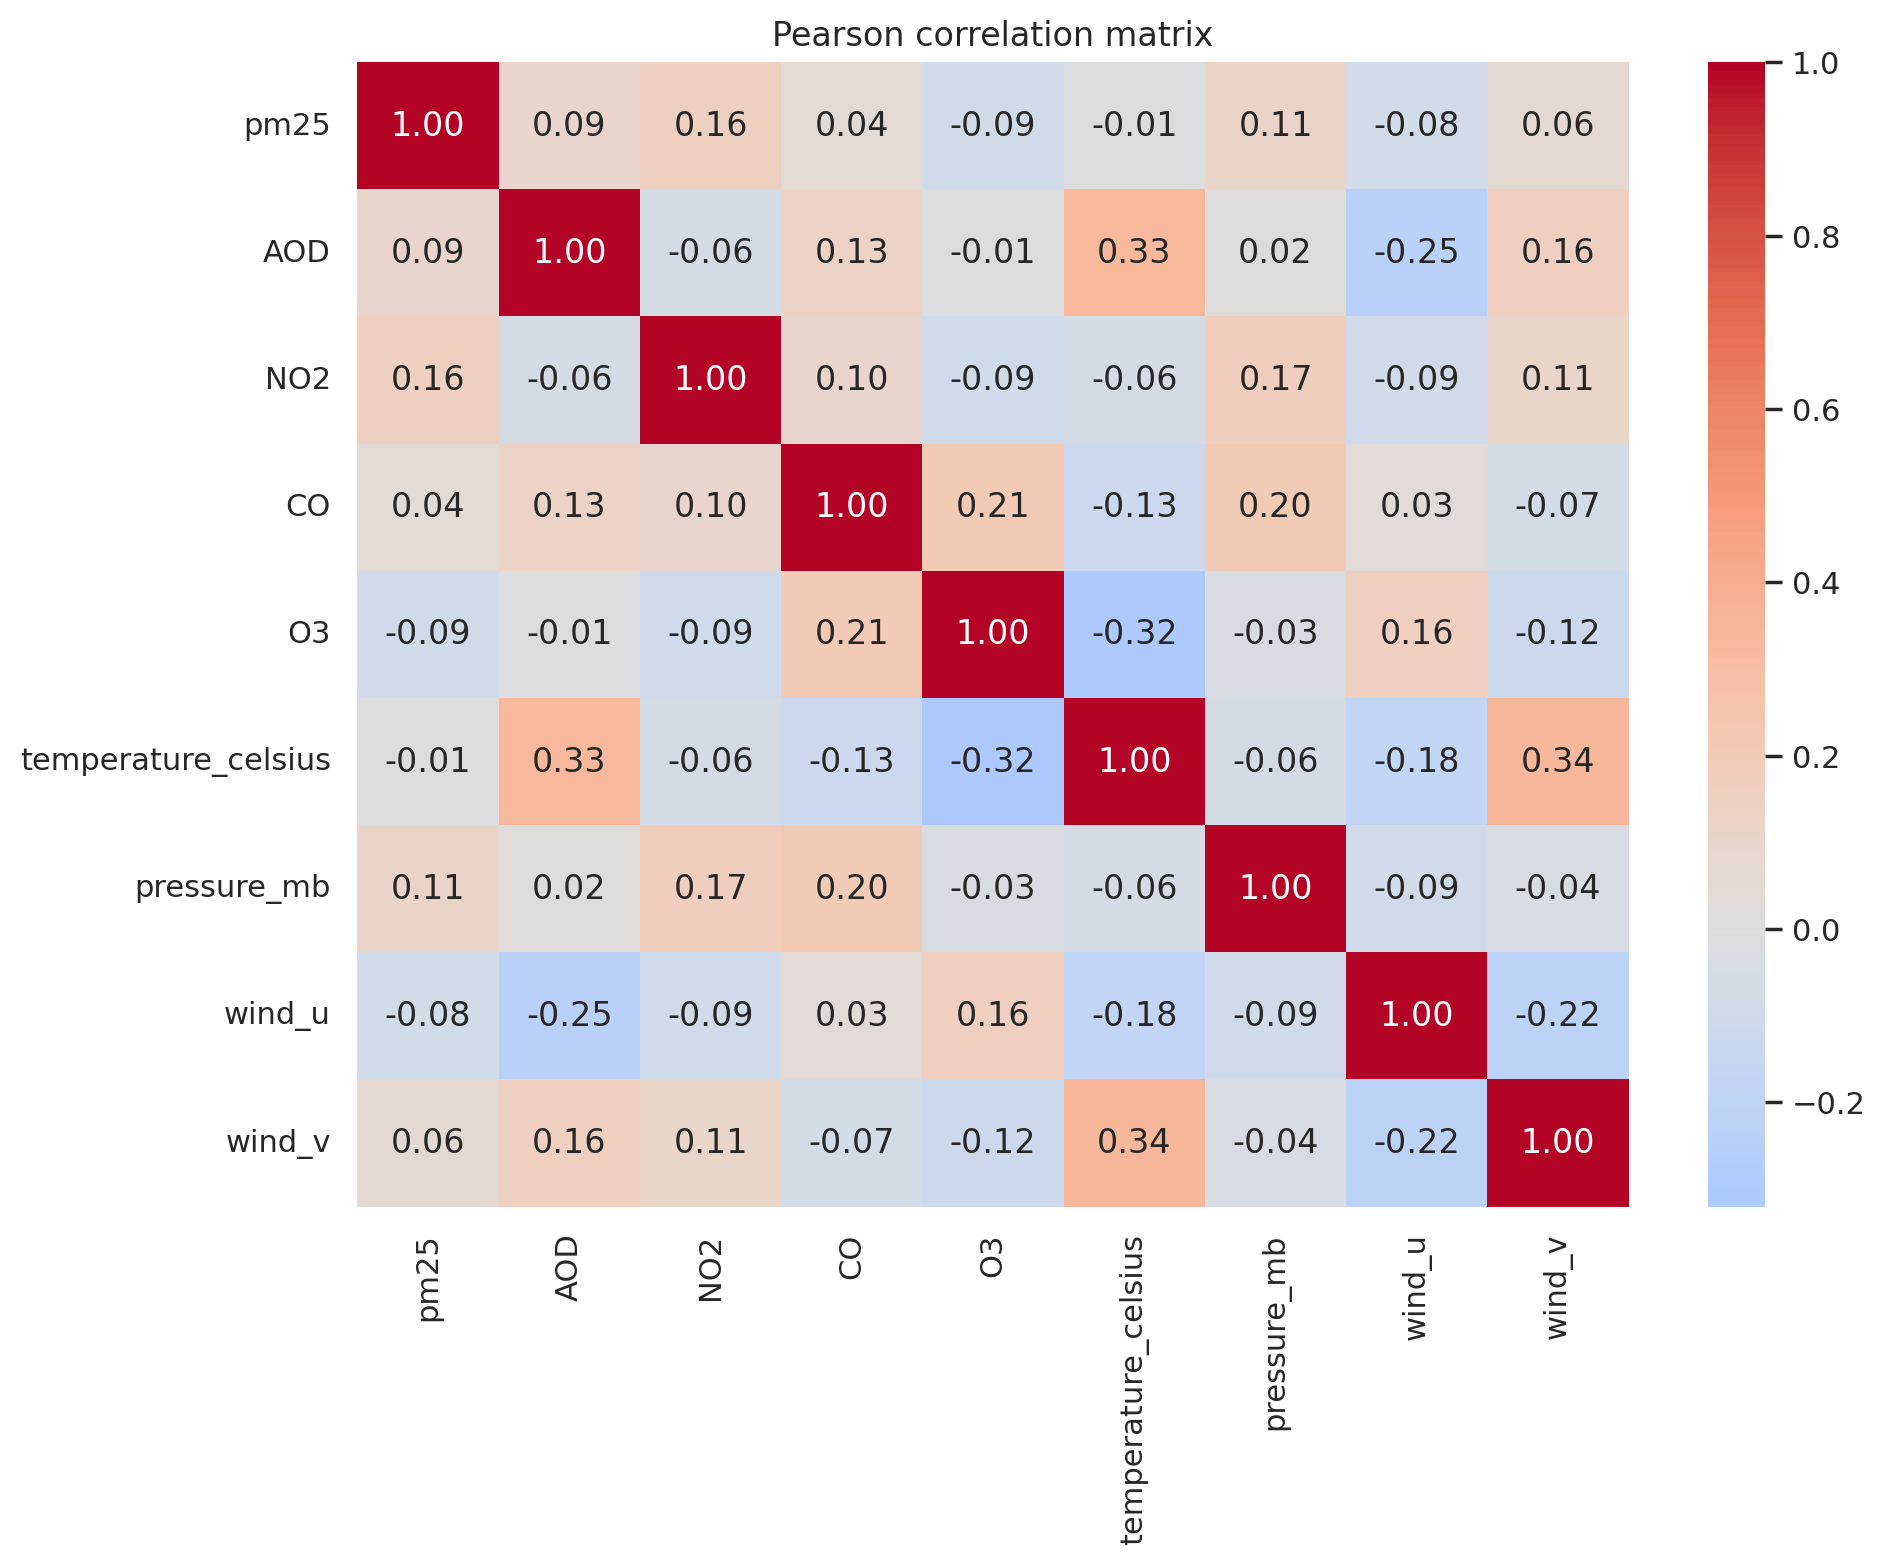 Pearson correlation matrix
pm25 1.00 0.09 0.16 0.04 -0.09 -0.01 0.11 -0.08 0.06
AOD 0.09 1.00 -0.06 0.13 -0.01 0.33 0.02 -0.25 0.16
NO2 0.16 -0.06 1.00 0.10 -0.09 -0.06 0.17 -0.09 0.11
CO 0.04 0.13 0.10 1.00 0.21 -0.13 0.20 0.03 -0.07
O3 -0.09 -0.01 -0.09 0.21 1.00 -0.32 -0.03 0.16 -0.12
temperature_celsius -0.01 0.33 -0.06 -0.13 -0.32 1.00 -0.06 -0.18 0.34
pressure_mb 0.11 0.02 0.17 0.20 -0.03 -0.06 1.00 -0.09 -0.04
wind_u -0.08 -0.25 -0.09 0.03 0.16 -0.18 -0.09 1.00 -0.22
wind_v 0.06 0.16 0.11 -0.07 -0.12 0.34 -0.04 -0.22 1.00
pm25
AOD
NO2
CO
O3
temperature_celsius
pressure_mb
wind_u
wind_v
1.0
0.8
0.6
0.4
0.2
0.0
−0.2